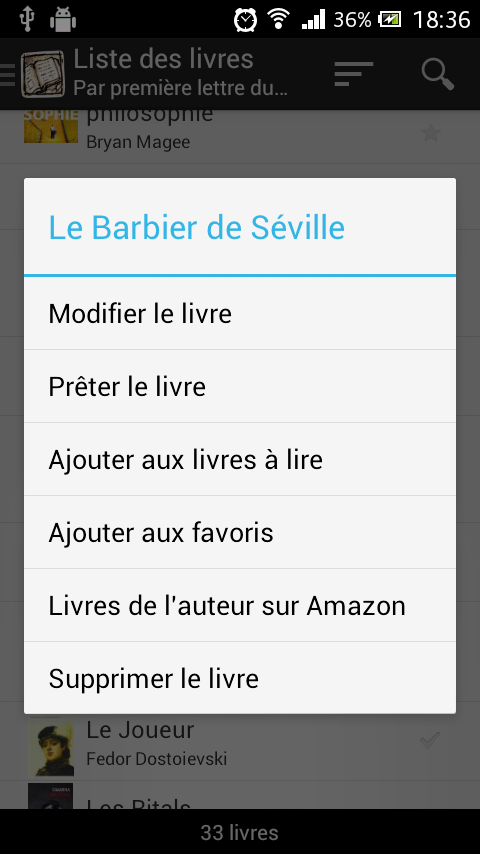 36% 18:36
Liste des livres
Par première lettre du...
SOPHIE
philosophie
Bryan Magee
Le Barbier de Séville
Modifier le livre
Prêter le livre
Ajouter aux livres à lire
Ajouter aux favoris
Livres de l'auteur sur Amazon
Supprimer le livre
Le Joueur
Fedor Dostoievski
Les Ritals
33 livres